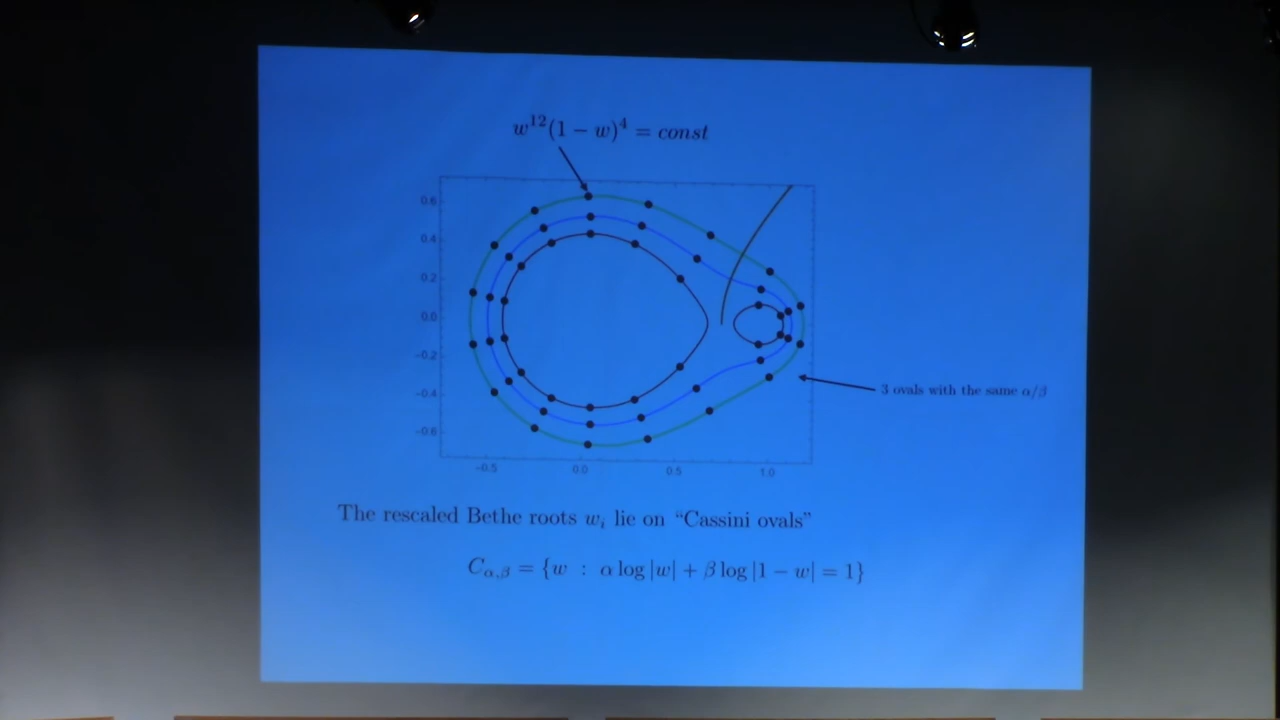 w^12(1 − w)^4 = const
0.6
0.4
0.2
0.0
−0.2
−0.4
−0.6
−0.5 0.0 0.5 1.0
3 ovals with the same α/β
The rescaled Bethe roots w_i lie on “Cassini ovals”
C_α,β = {w : α log |w| + β log |1 − w| = 1}